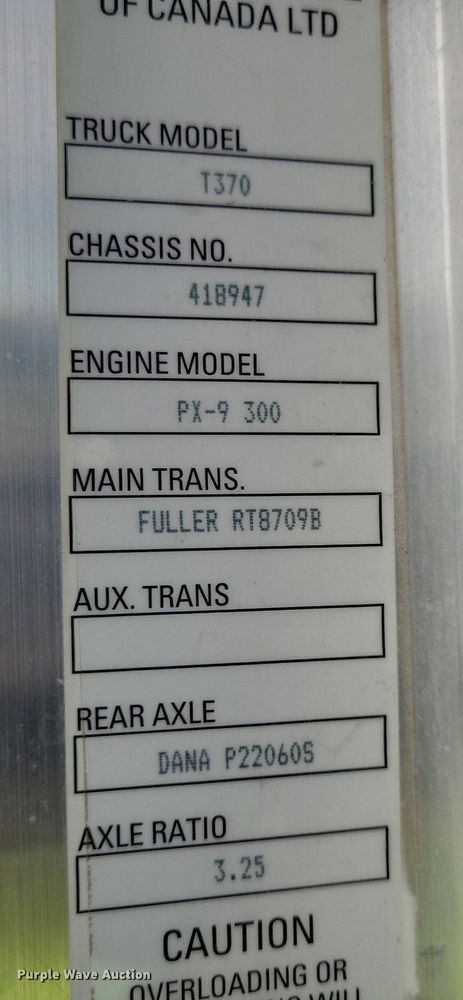 OF CANADA LTD
TRUCK MODEL
T370
CHASSIS NO.
418947
ENGINE MODEL
PX-9 300
MAIN TRANS.
FULLER RT8709B
AUX. TRANS
REAR AXLE
DANA P22060S
AXLE RATIO
3.25
CAUTION
OVERLOADING OR
WILL
Purple Wave Auction